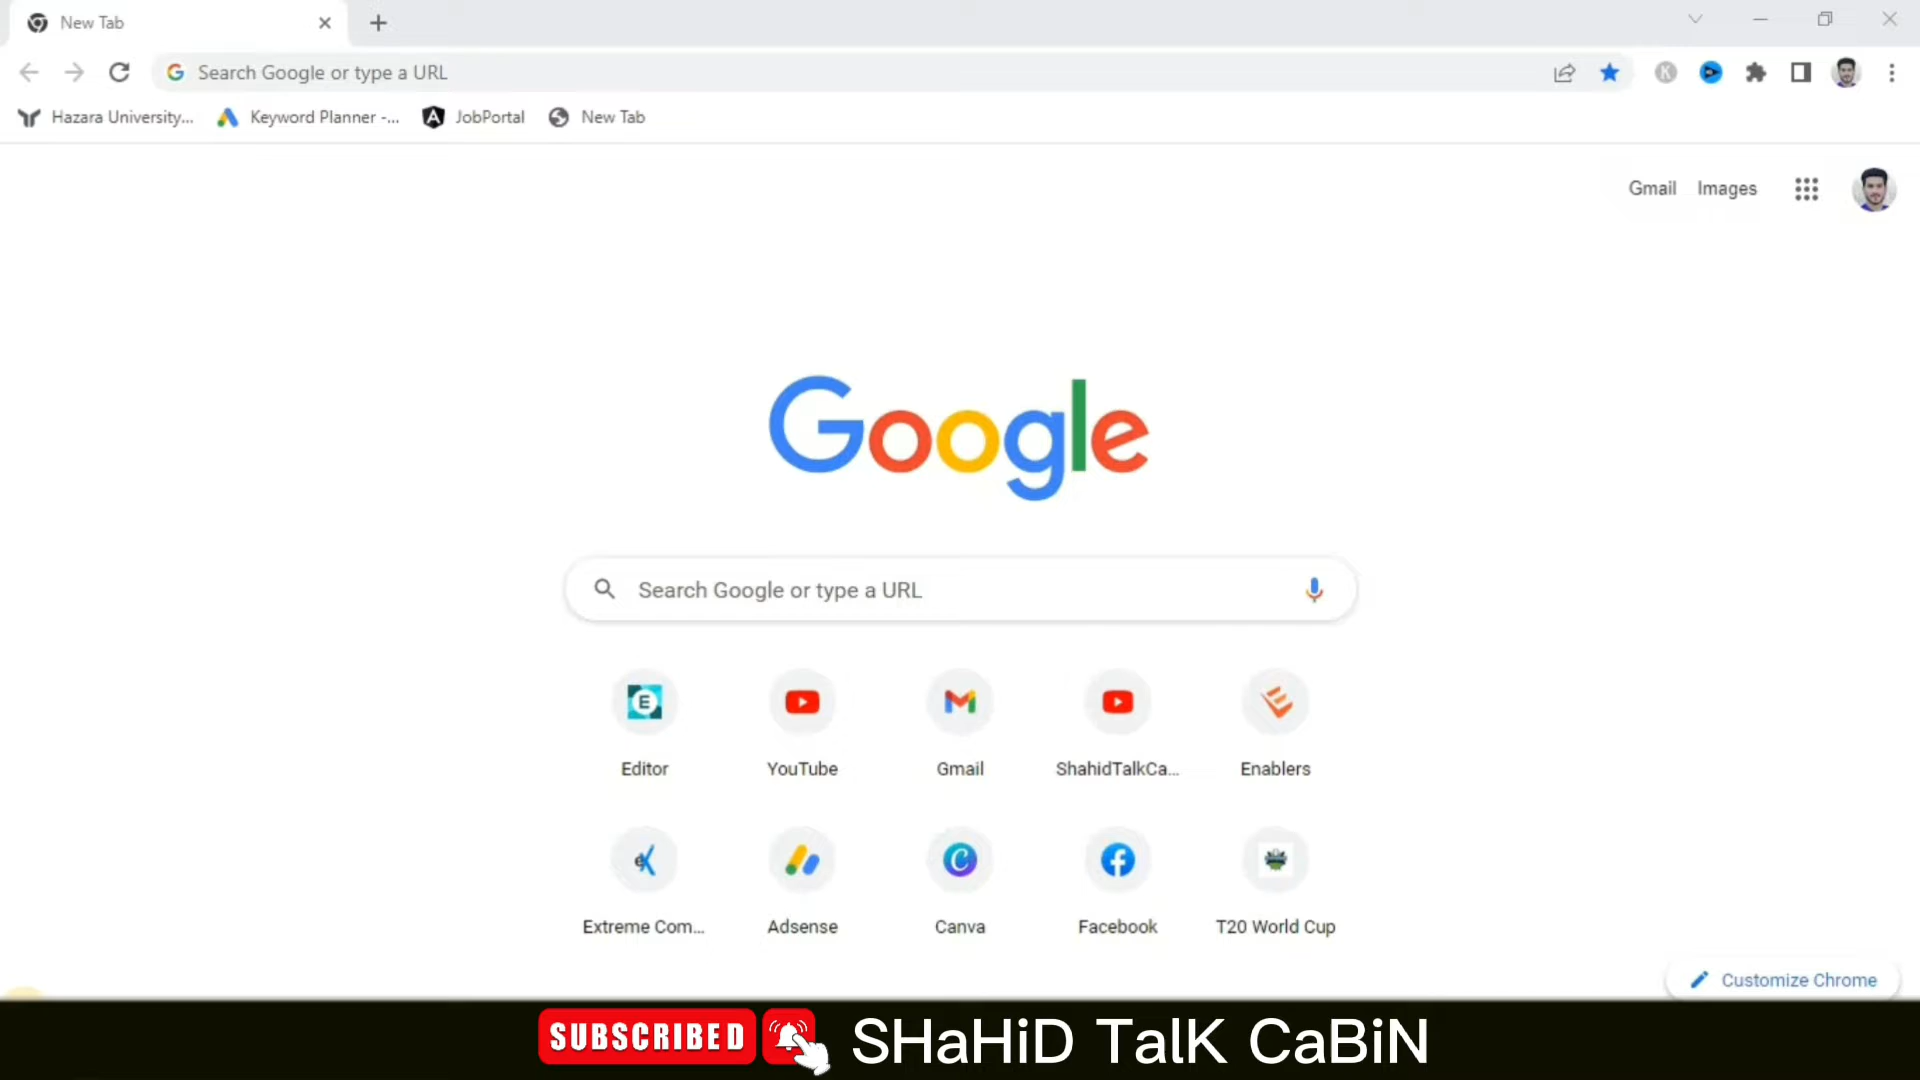 New Tab
Search Google or type a URL
Hazara University...
Keyword Planner -...
JobPortal
New Tab
Gmail
Images
Google
Search Google or type a URL
Editor
YouTube
Gmail
ShahidTalkCa...
Enablers
Extreme Com...
Adsense
Canva
Facebook
T20 World Cup
Customize Chrome
SUBSCRIBED
SHaHiD TalK CaBiN